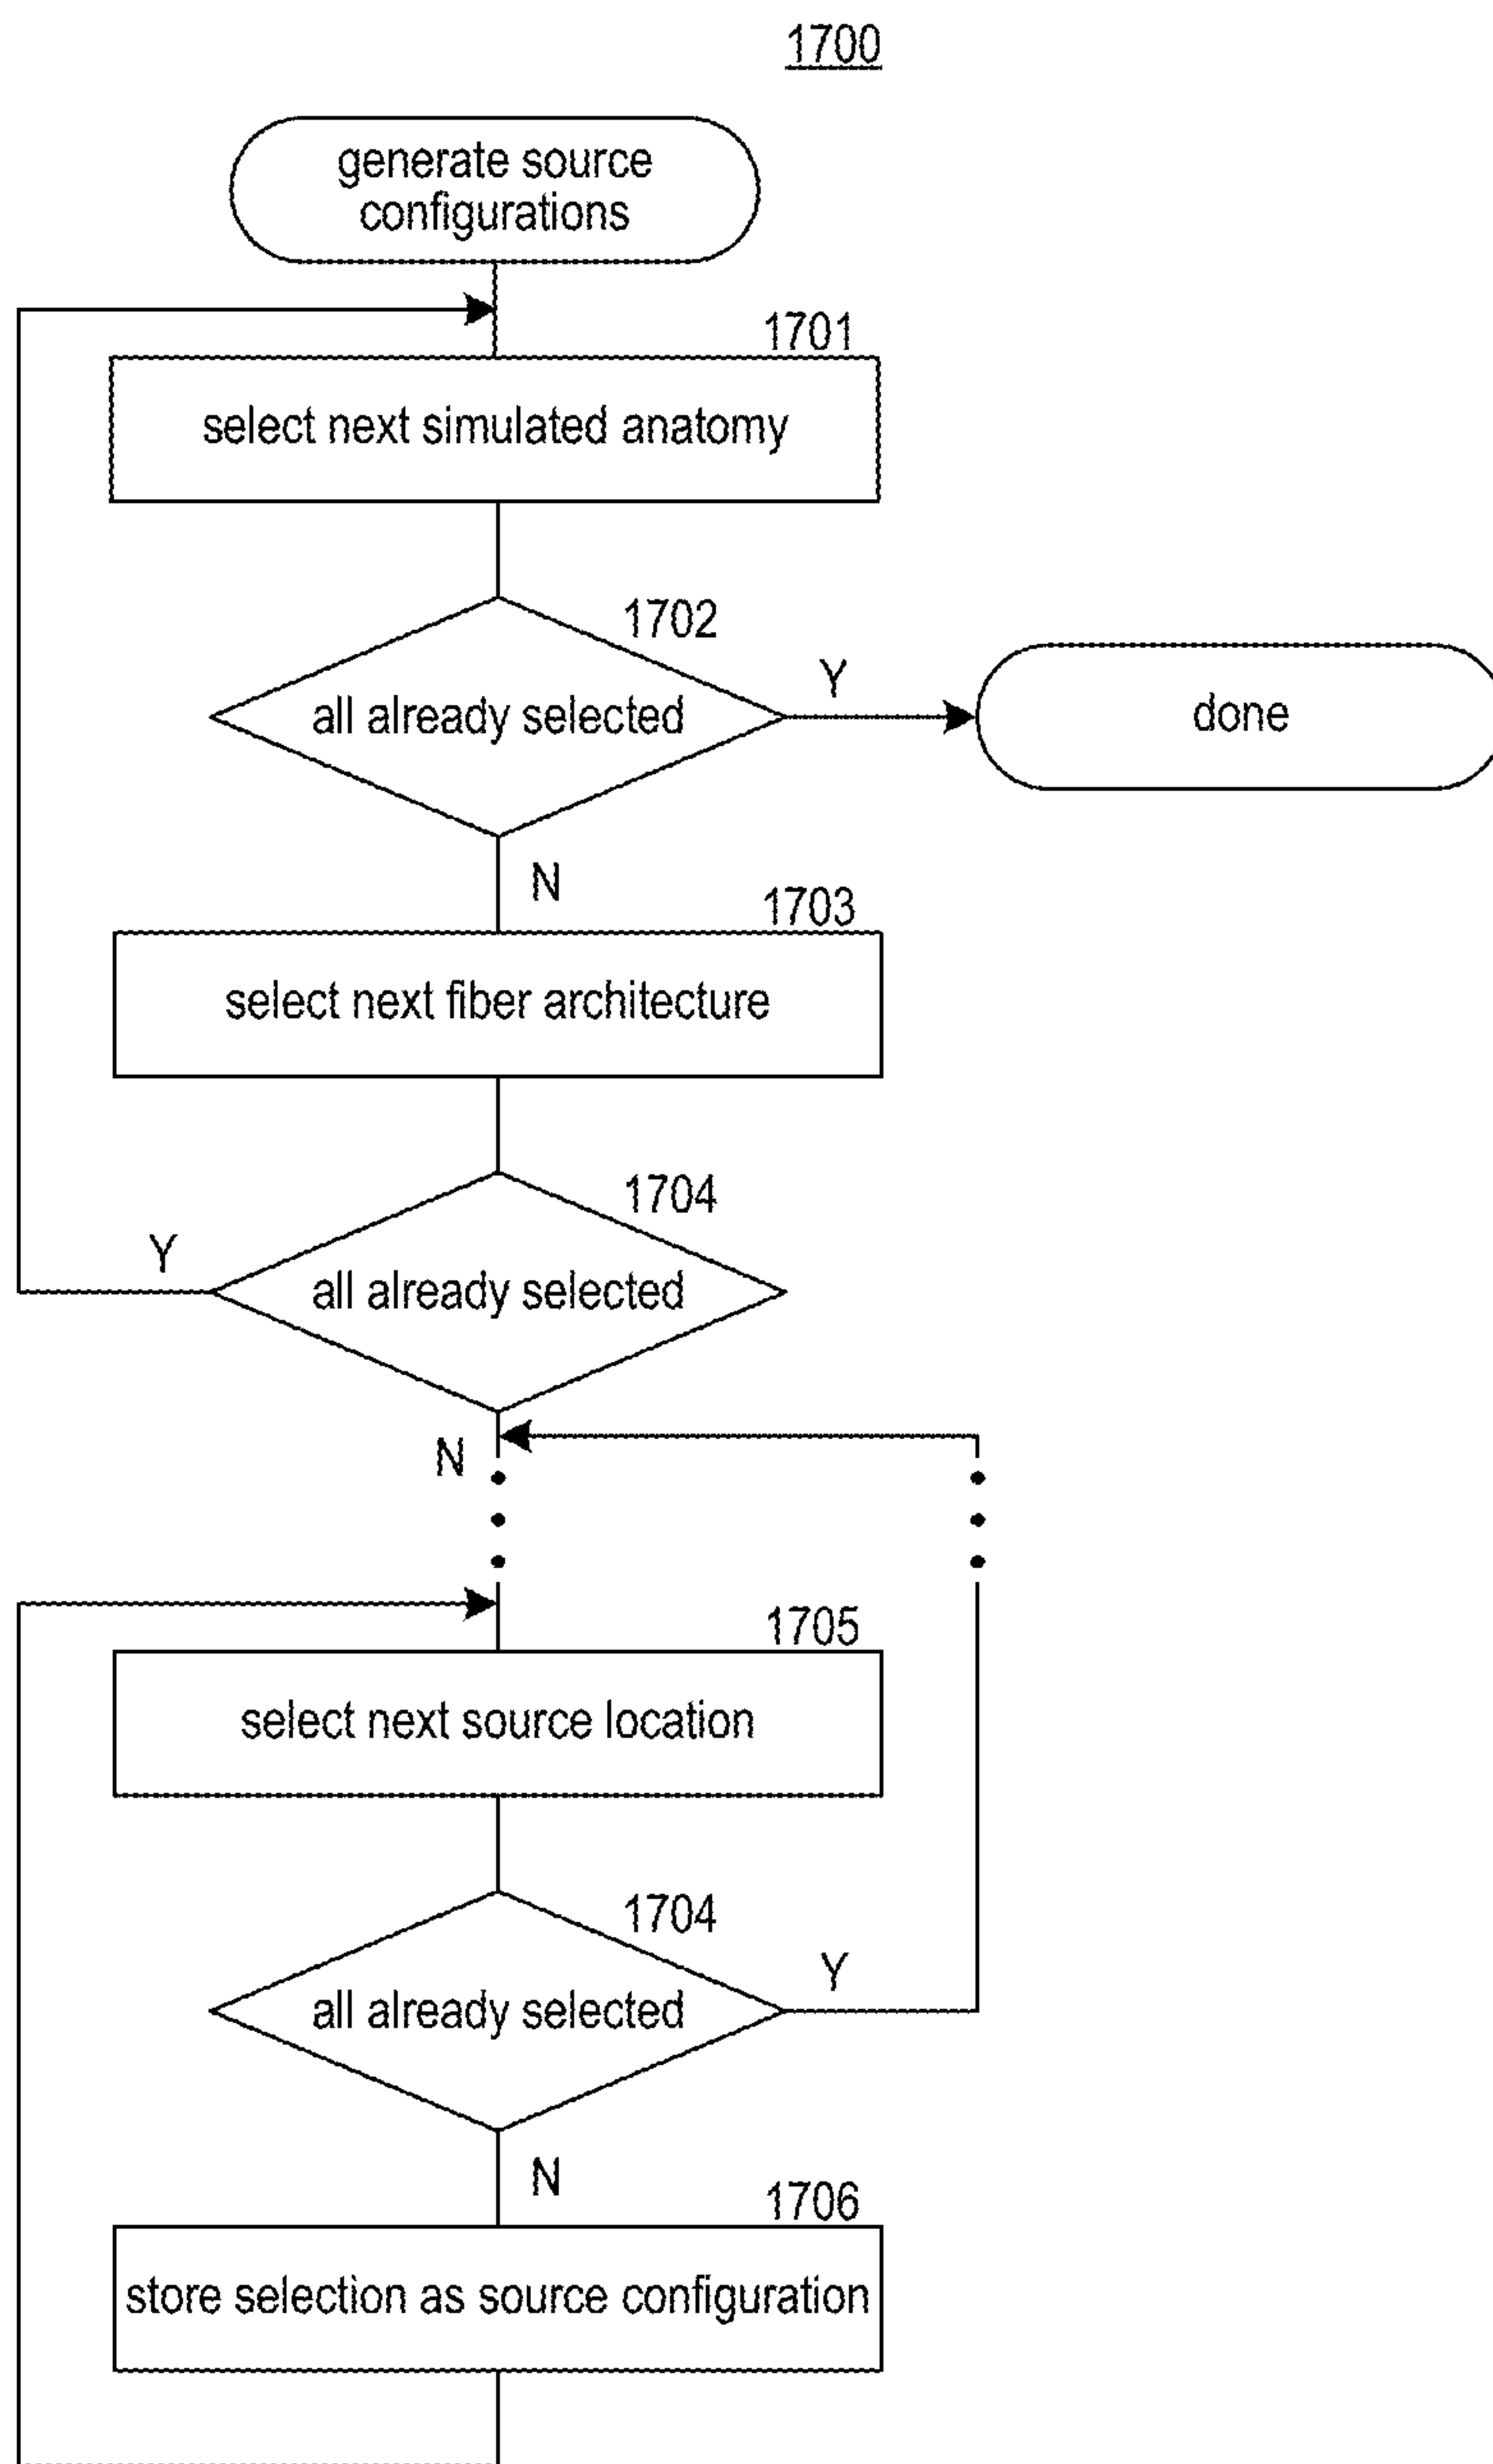 1700
generate source
configurations
1701
select next simulated anatomy
1702
all already selected
Y
done
N
1703
select next fiber architecture
1704
Y
all already selected
N
1705
select next source location
1704
Y
all already selected
N
1706
store selection as source configuration